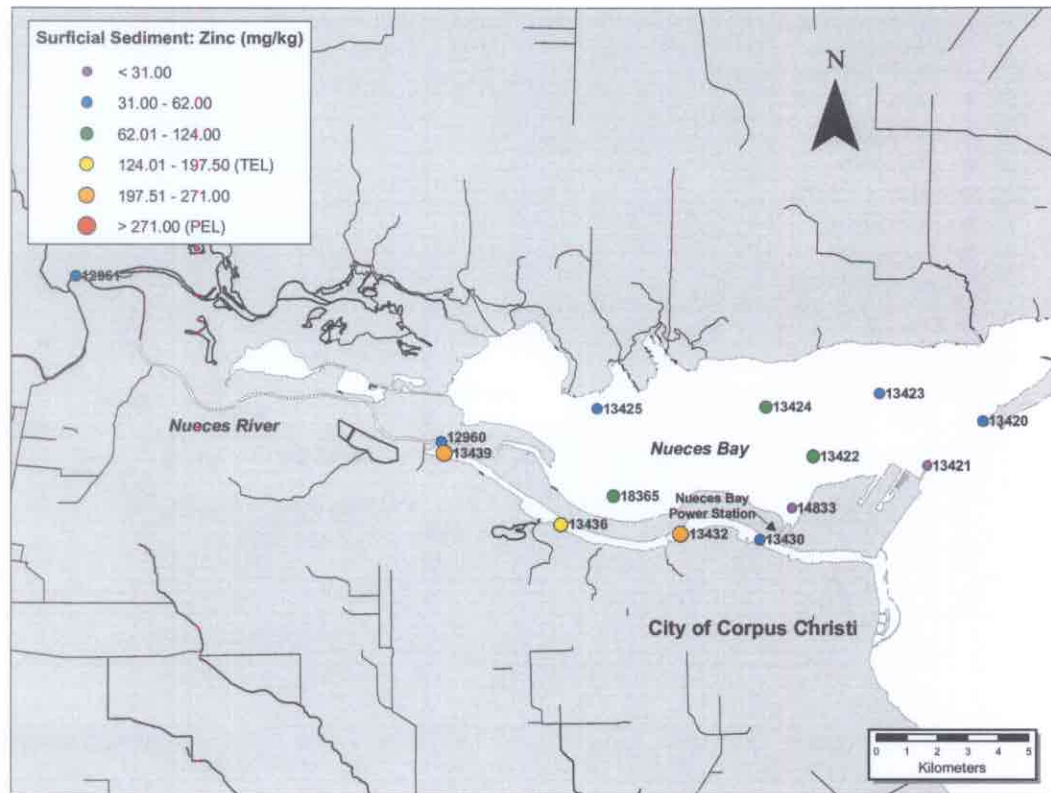 Surficial Sediment: Zinc (mg/kg)
< 31.00
31.00 - 62.00
62.01 - 124.00
124.01 - 197.50 (TEL)
197.51 - 271.00
> 271.00 (PEL)
N
12961
13425
13424
13423
13420
Nueces River
12960
13439
Nueces Bay
13422
13421
18365
Nueces Bay
Power Station
14833
13436
13432
13430
City of Corpus Christi
0 1 2 3 4 5
Kilometers